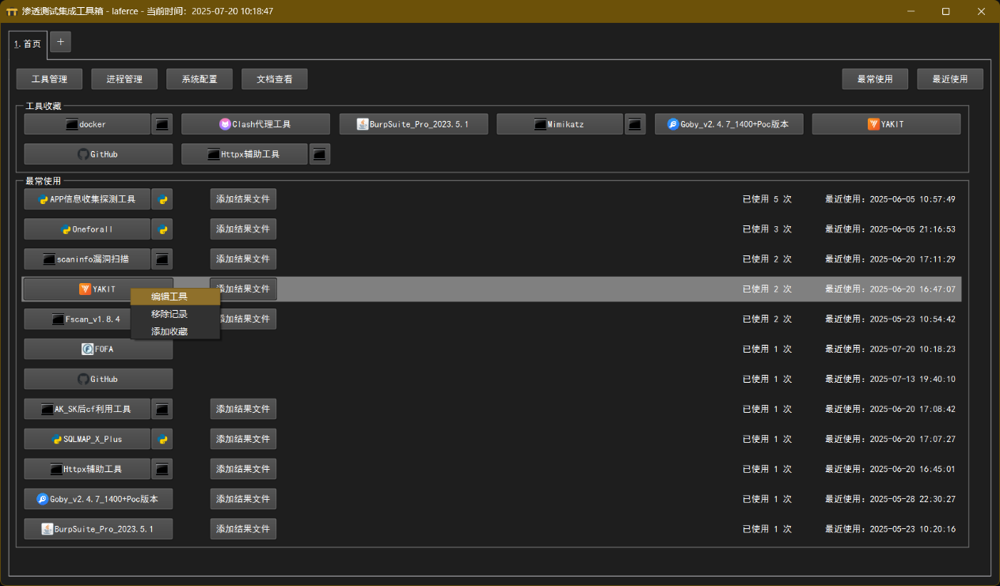 渗透测试集成工具箱 - laferce - 当前时间：2025-07-20 10:18:47
1. 首页 +
工具管理 进程管理 系统配置 文档查看 最常使用 最近使用
工具收藏
docker Clash代理工具 BurpSuite_Pro_2023.5.1 Mimikatz Goby_v2.4.7_1400+Poc版本 YAKIT
GitHub Httpx辅助工具
最常使用
APP信息收集探测工具 添加结果文件 已使用 5 次 最近使用：2025-06-05 10:57:49
Oneforall 添加结果文件 已使用 3 次 最近使用：2025-06-05 21:16:53
scaninfo漏洞扫描 添加结果文件 已使用 2 次 最近使用：2025-06-20 17:11:29
YAKIT 添加结果文件 已使用 2 次 最近使用：2025-06-20 16:47:07
编辑工具
移除记录
添加收藏
Fscan_v1.8.4 添加结果文件 已使用 2 次 最近使用：2025-05-23 10:54:42
FOFA 已使用 1 次 最近使用：2025-07-20 10:18:23
GitHub 已使用 1 次 最近使用：2025-07-13 19:40:10
AK_SK后cf利用工具 添加结果文件 已使用 1 次 最近使用：2025-06-20 17:08:42
SQLMAP_X_Plus 添加结果文件 已使用 1 次 最近使用：2025-06-20 17:07:27
Httpx辅助工具 添加结果文件 已使用 1 次 最近使用：2025-06-20 16:45:01
Goby_v2.4.7_1400+Poc版本 添加结果文件 已使用 1 次 最近使用：2025-05-28 22:30:27
BurpSuite_Pro_2023.5.1 添加结果文件 已使用 1 次 最近使用：2025-05-23 10:20:16